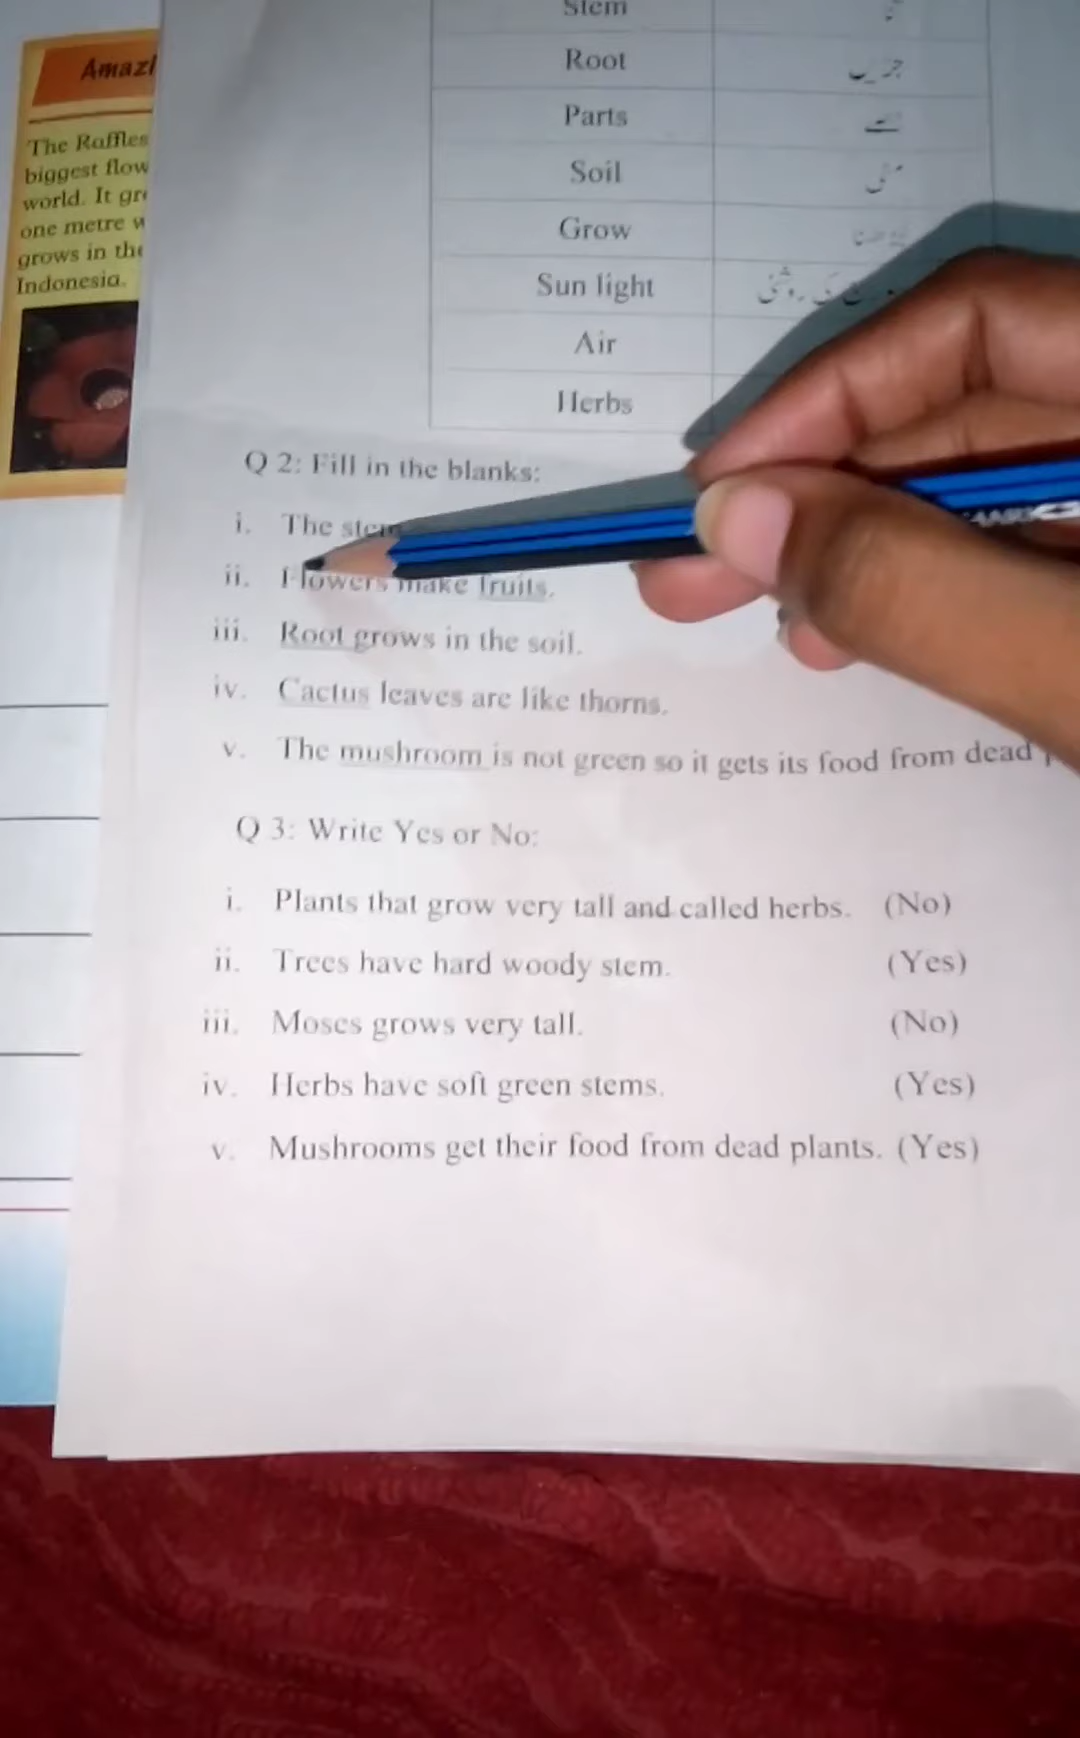 Amazi
The Raffles
biggest flow
world. It gr
one metre w
grows in the
Indonesia.
Stem
Root جڑیں
Parts حصے
Soil مٹی
Grow
Sun light کی روشنی
Air
Herbs
Q 2: Fill in the blanks:
i. The stem
ii. Flowers make fruits.
iii. Root grows in the soil.
iv. Cactus leaves are like thorns.
v. The mushroom is not green so it gets its food from dead
Q 3: Write Yes or No:
i. Plants that grow very tall and called herbs. (No)
ii. Trees have hard woody stem. (Yes)
iii. Moses grows very tall. (No)
iv. Herbs have soft green stems. (Yes)
v. Mushrooms get their food from dead plants. (Yes)